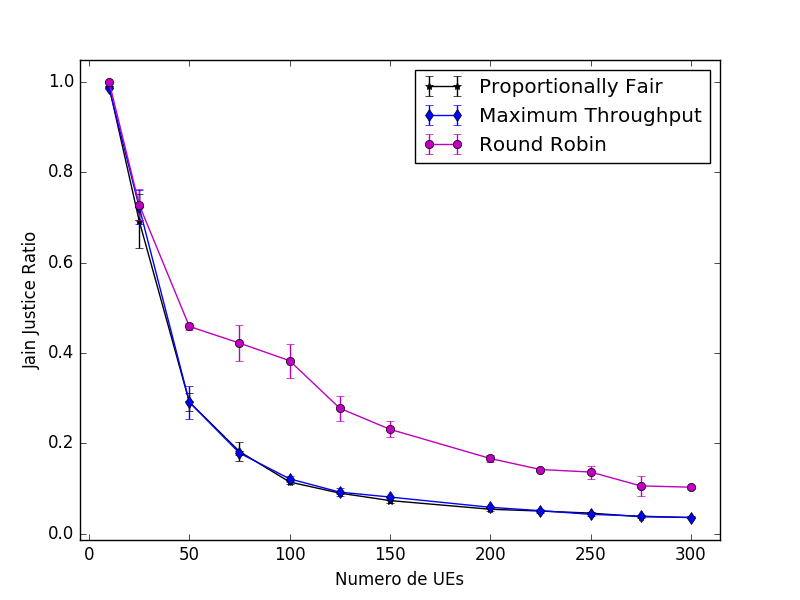 Proportionally Fair
Maximum Throughput
Round Robin
1.0
0.8
0.6
0.4
0.2
0.0
Jain Justice Ratio
0 50 100 150 200 250 300
Numero de UEs